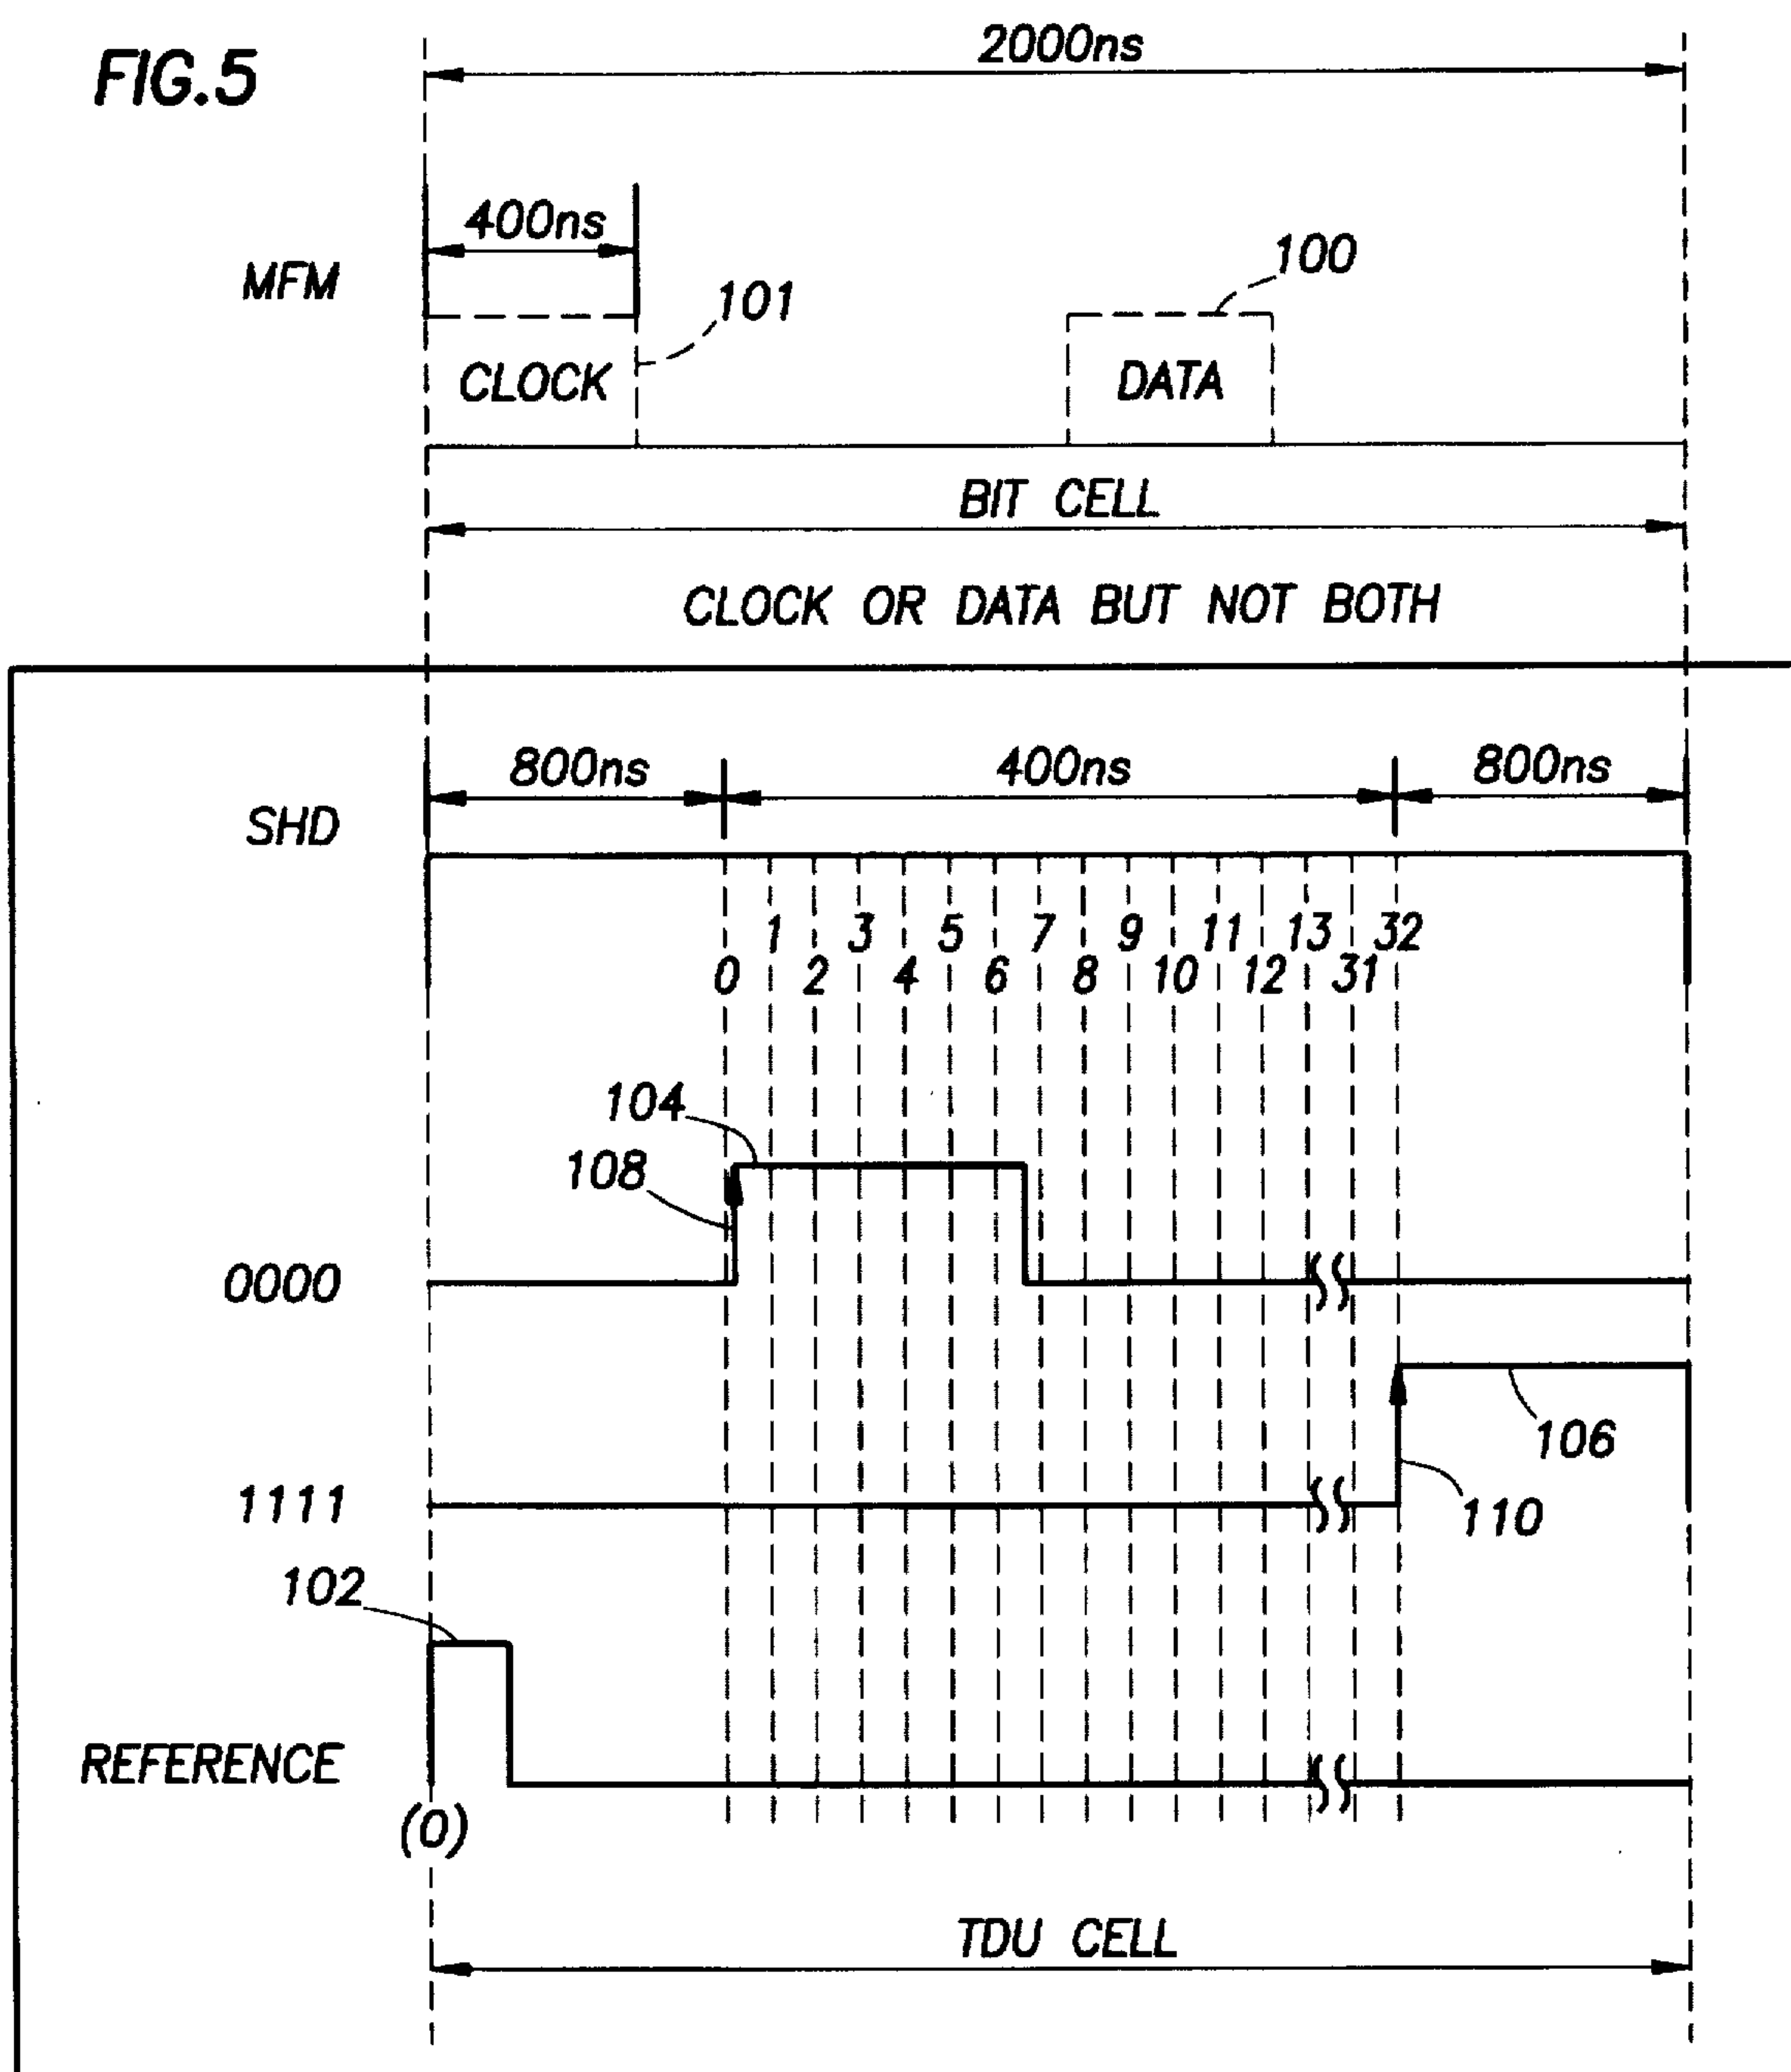 FIG.5
2000ns
400ns
MFM
101
100
CLOCK
DATA
BIT CELL
CLOCK OR DATA BUT NOT BOTH
800ns
400ns
800ns
SHD
1 3 5 7 9 11 13 32
0 2 4 6 8 10 12 31
104
108
0000
106
1111
110
102
REFERENCE
(0)
TDU CELL